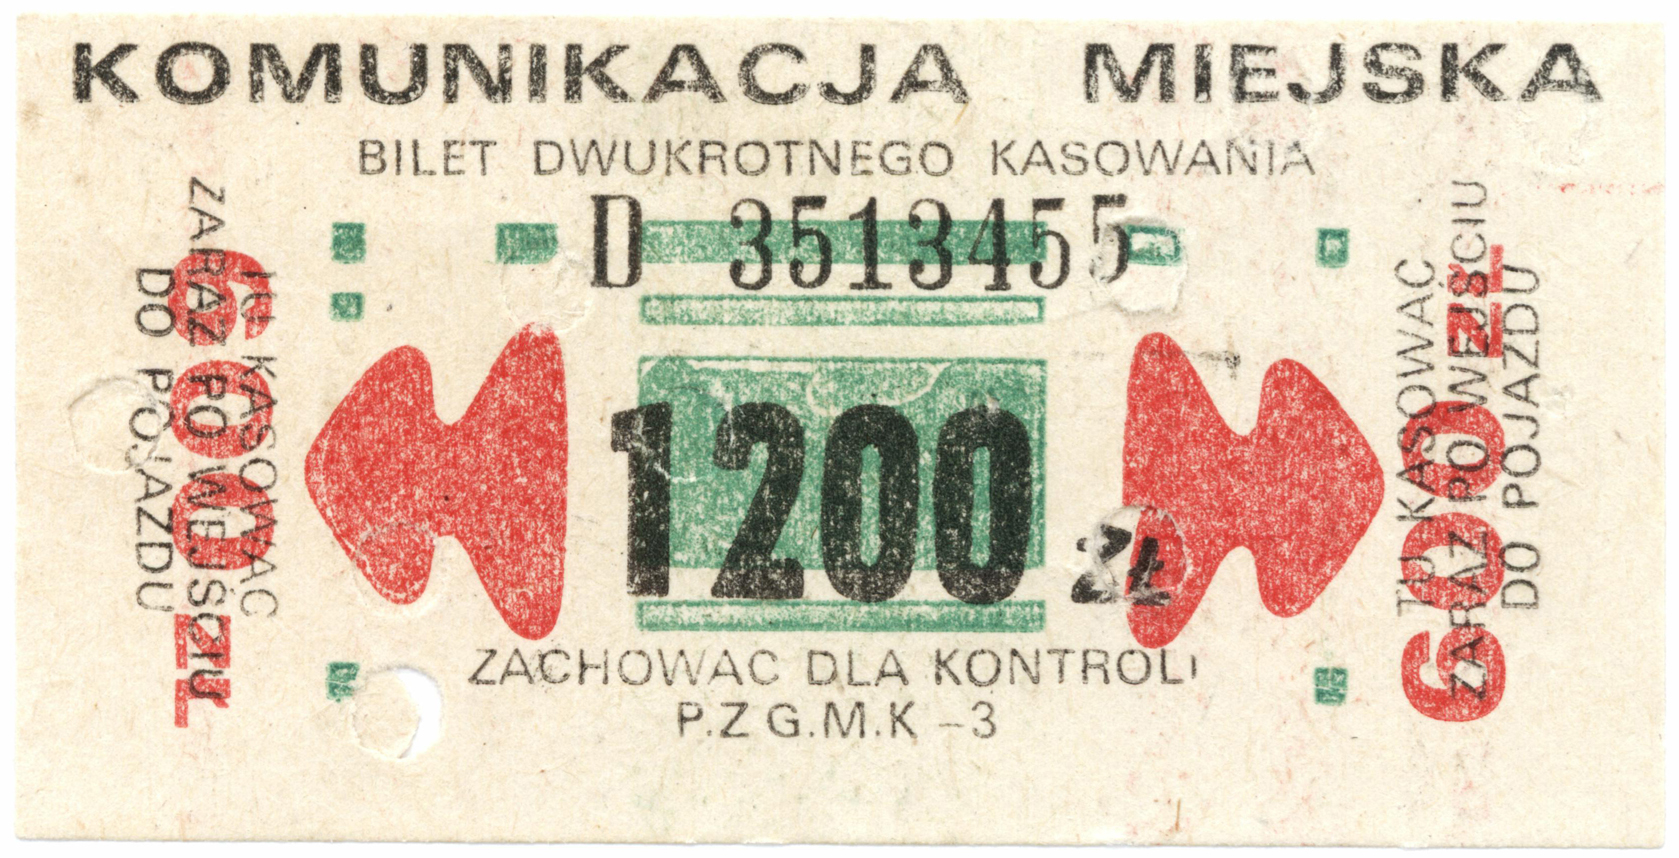 KOMUNIKACJA MIEJSKA
BILET DWUKROTNEGO KASOWANIA
D 3513455
TU KASOWAĆ
ZARAZ PO WEJŚCIU
DO POJAZDU
600 zł
1200 zł
TU KASOWAĆ
ZARAZ PO WEJŚCIU
DO POJAZDU
600 zł
ZACHOWAC DLA KONTROLI
P.Z G.M.K -3